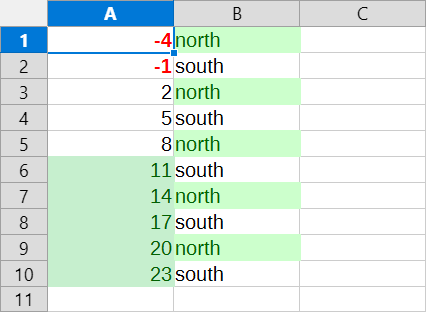 A B C
1 -4 north
2 -1 south
3 2 north
4 5 south
5 8 north
6 11 south
7 14 north
8 17 south
9 20 north
10 23 south
11